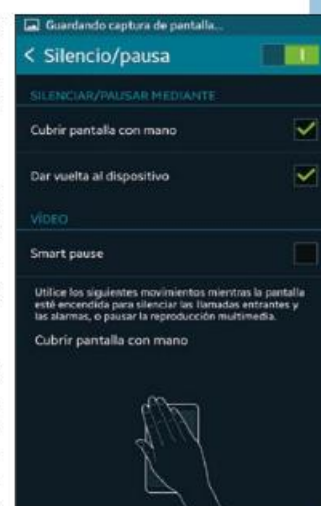 Guardando captura de pantalla...
< Silencio/pausa
SILENCIAR/PAUSAR MEDIANTE
Cubrir pantalla con mano
Dar vuelta al dispositivo
VÍDEO
Smart pause
Utilice los siguientes movimientos mientras la pantalla
esté encendida para silenciar las llamadas entrantes y
las alarmas, o pausar la reproducción multimedia.
Cubrir pantalla con mano